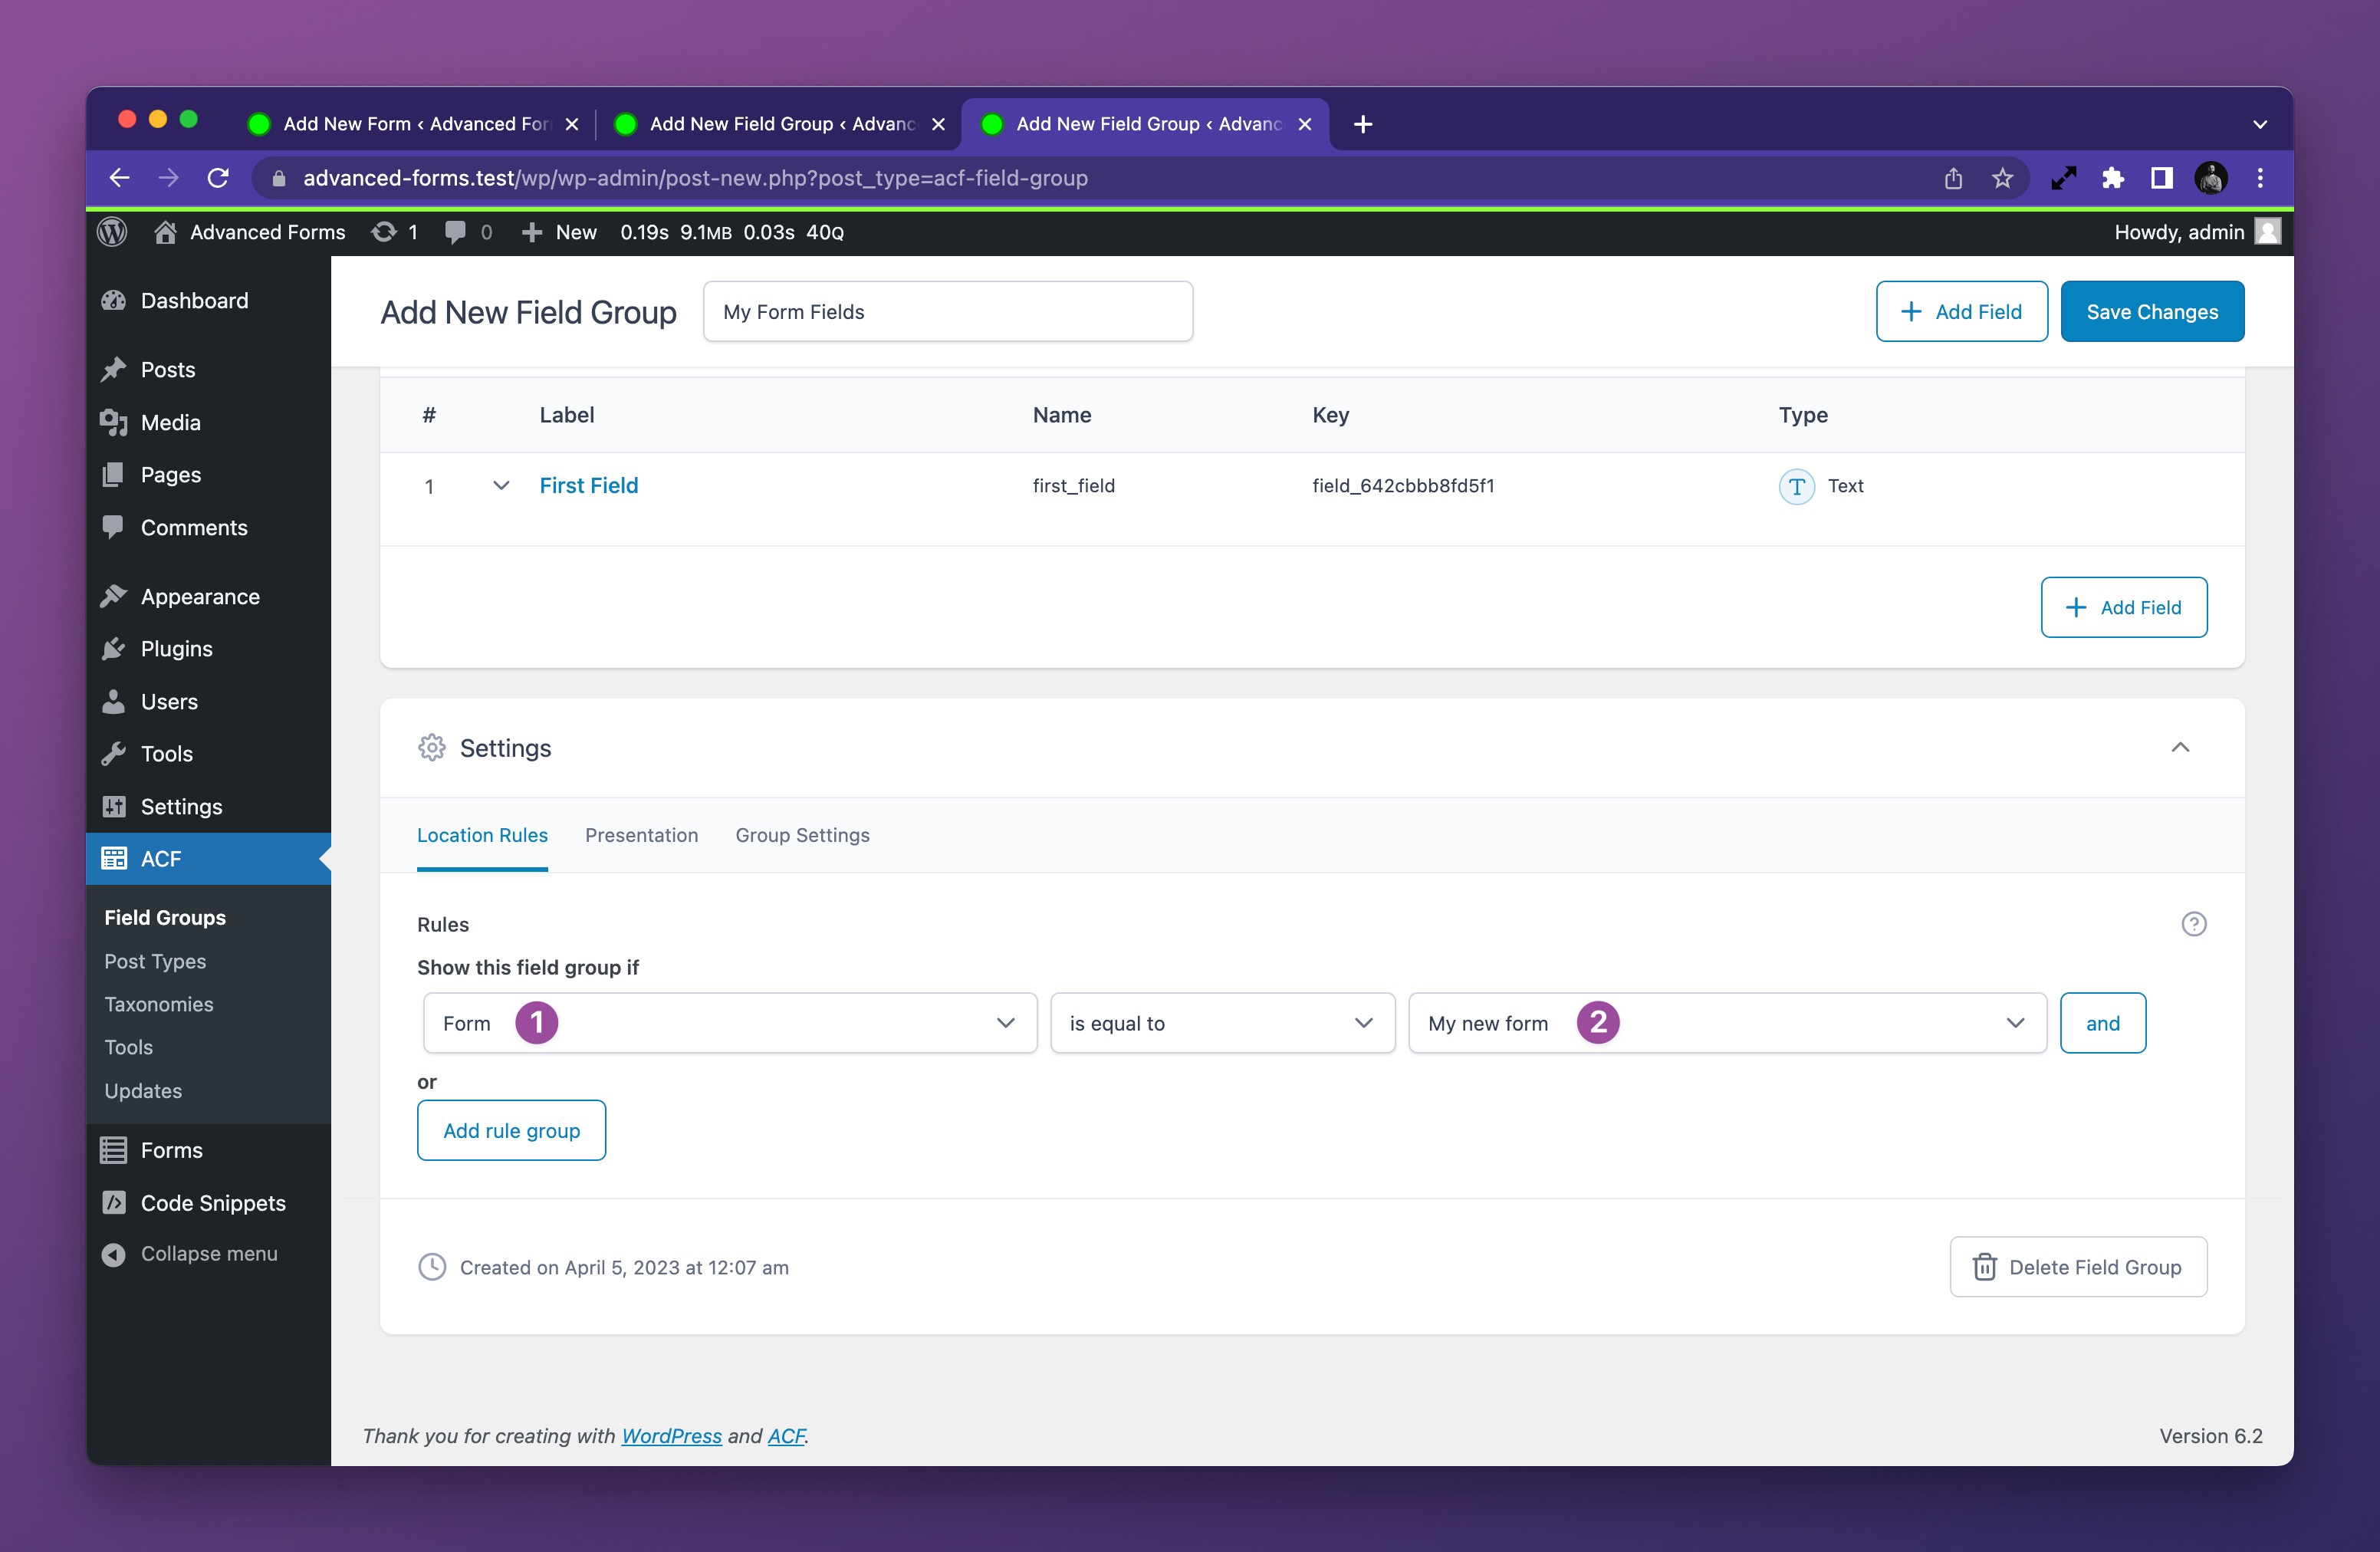 Add New Form ‹ Advanced For
Add New Field Group ‹ Advanc
Add New Field Group ‹ Advanc
advanced-forms.test/wp/wp-admin/post-new.php?post_type=acf-field-group
Advanced Forms 1 0 New 0.19s 9.1MB 0.03s 40Q Howdy, admin
Dashboard
Posts
Media
Pages
Comments
Appearance
Plugins
Users
Tools
Settings
ACF
Field Groups
Post Types
Taxonomies
Tools
Updates
Forms
Code Snippets
Collapse menu
Add New Field Group My Form Fields Add Field Save Changes
# Label Name Key Type
1 First Field first_field field_642cbbb8fd5f1 T Text
Add Field
Settings
Location Rules Presentation Group Settings
Rules ?
Show this field group if
Form 1 is equal to My new form 2 and
or
Add rule group
Created on April 5, 2023 at 12:07 am Delete Field Group
Thank you for creating with WordPress and ACF. Version 6.2